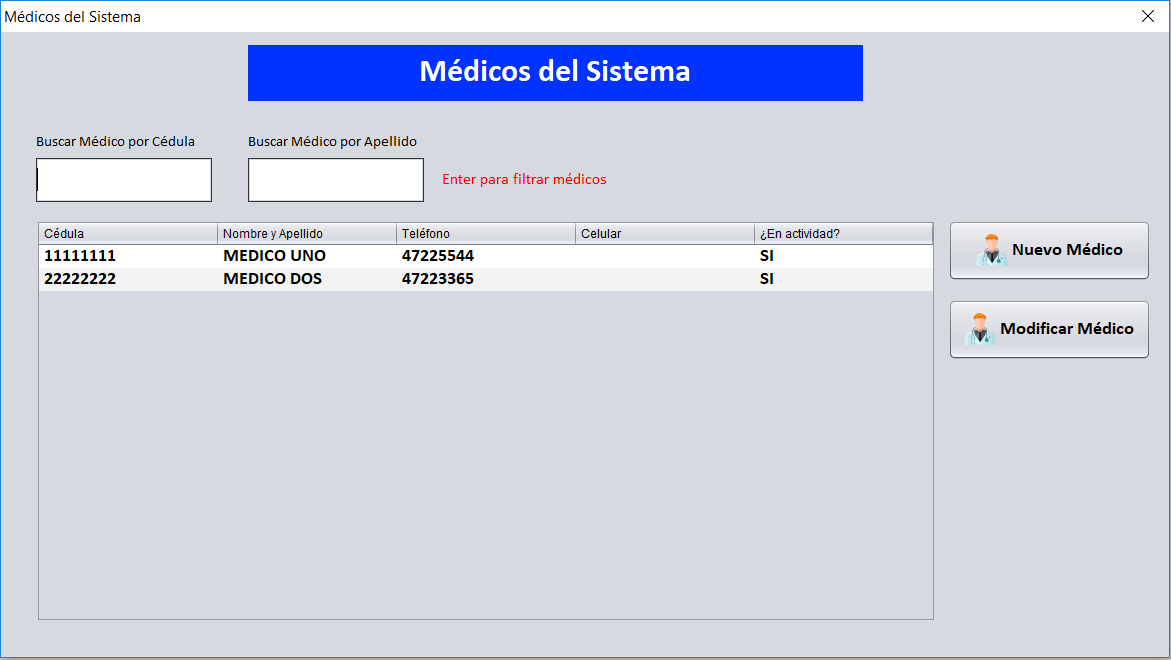 Médicos del Sistema
Médicos del Sistema
Buscar Médico por Cédula Buscar Médico por Apellido
Enter para filtrar médicos
Cédula Nombre y Apellido Teléfono Celular ¿En actividad?
11111111 MEDICO UNO 47225544 SI
22222222 MEDICO DOS 47223365 SI
Nuevo Médico
Modificar Médico